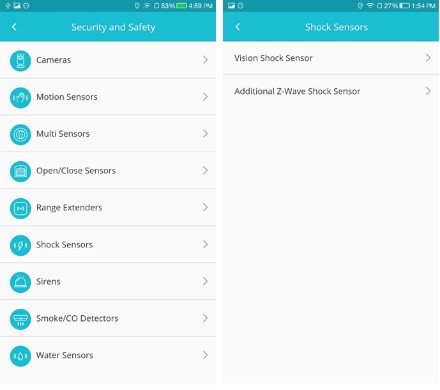 53% 4:59 PM
Security and Safety
Cameras
Motion Sensors
Multi Sensors
Open/Close Sensors
Range Extenders
Shock Sensors
Sirens
Smoke/CO Detectors
Water Sensors
27% 1:54 PM
Shock Sensors
Vision Shock Sensor
Additional Z-Wave Shock Sensor